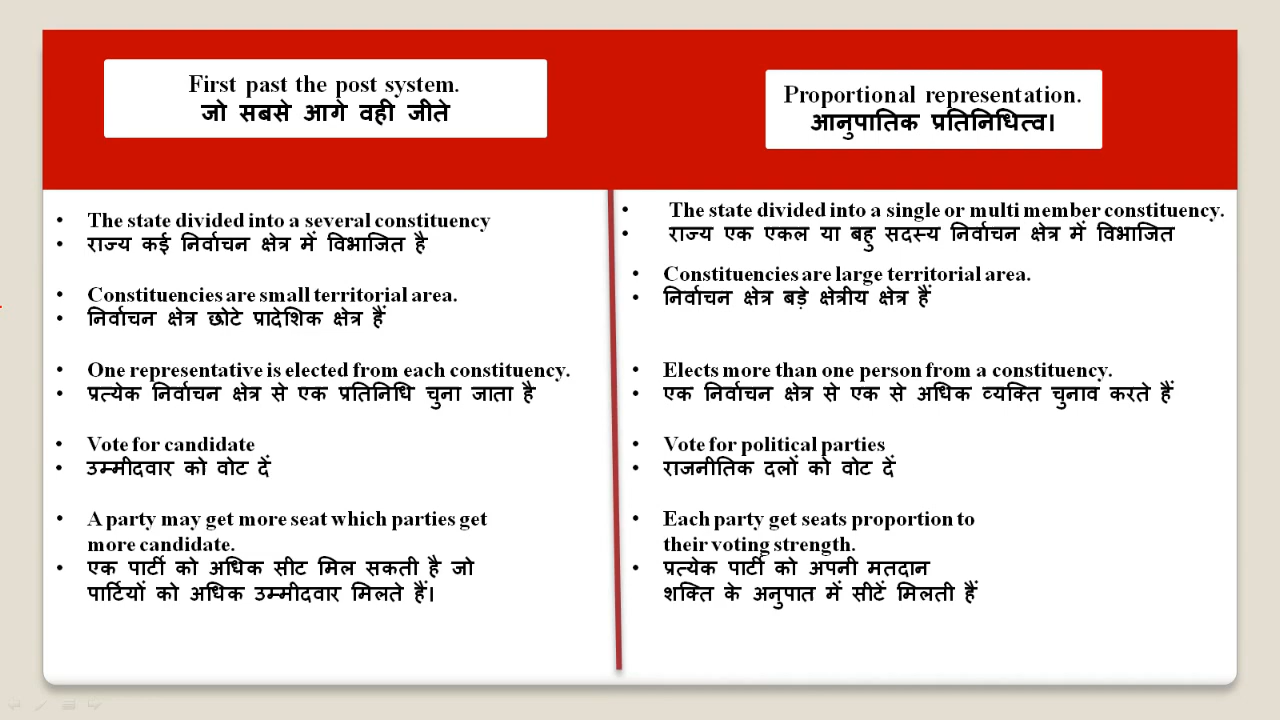 First past the post system.
जो सबसे आगे वही जीते
Proportional representation.
आनुपातिक प्रतिनिधित्व।
• The state divided into a several constituency
• राज्य कई निर्वाचन क्षेत्र में विभाजित है
• Constituencies are small territorial area.
• निर्वाचन क्षेत्र छोटे प्रादेशिक क्षेत्र हैं
• One representative is elected from each constituency.
• प्रत्येक निर्वाचन क्षेत्र से एक प्रतिनिधि चुना जाता है
• Vote for candidate
• उम्मीदवार को वोट दें
• A party may get more seat which parties get
more candidate.
• एक पार्टी को अधिक सीट मिल सकती है जो
पार्टियों को अधिक उम्मीदवार मिलते हैं।
• The state divided into a single or multi member constituency.
• राज्य एक एकल या बहु सदस्य निर्वाचन क्षेत्र में विभाजित
• Constituencies are large territorial area.
• निर्वाचन क्षेत्र बड़े क्षेत्रीय क्षेत्र हैं
• Elects more than one person from a constituency.
• एक निर्वाचन क्षेत्र से एक से अधिक व्यक्ति चुनाव करते हैं
• Vote for political parties
• राजनीतिक दलों को वोट दें
• Each party get seats proportion to
their voting strength.
• प्रत्येक पार्टी को अपनी मतदान
शक्ति के अनुपात में सीटें मिलती हैं